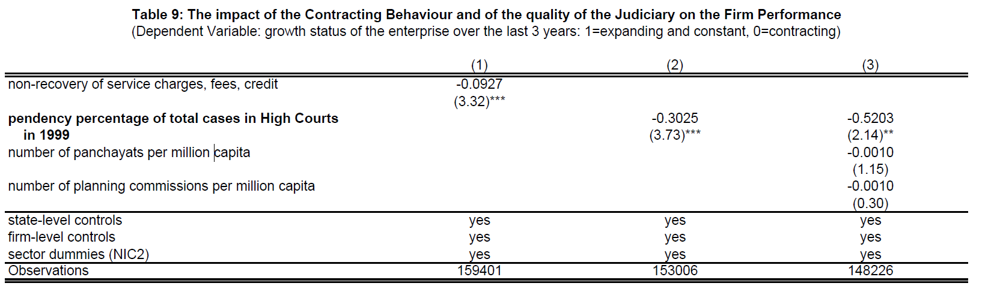 Table 9: The impact of the Contracting Behaviour and of the quality of the Judiciary on the Firm Performance
(Dependent Variable: growth status of the enterprise over the last 3 years: 1=expanding and constant, 0=contracting)
(1) (2) (3)
non-recovery of service charges, fees, credit -0.0927
(3.32)***
pendency percentage of total cases in High Courts -0.3025 -0.5203
in 1999 (3.73)*** (2.14)**
number of panchayats per million capita -0.0010
(1.15)
number of planning commissions per million capita -0.0010
(0.30)
state-level controls yes yes yes
firm-level controls yes yes yes
sector dummies (NIC2) yes yes yes
Observations 159401 153006 148226